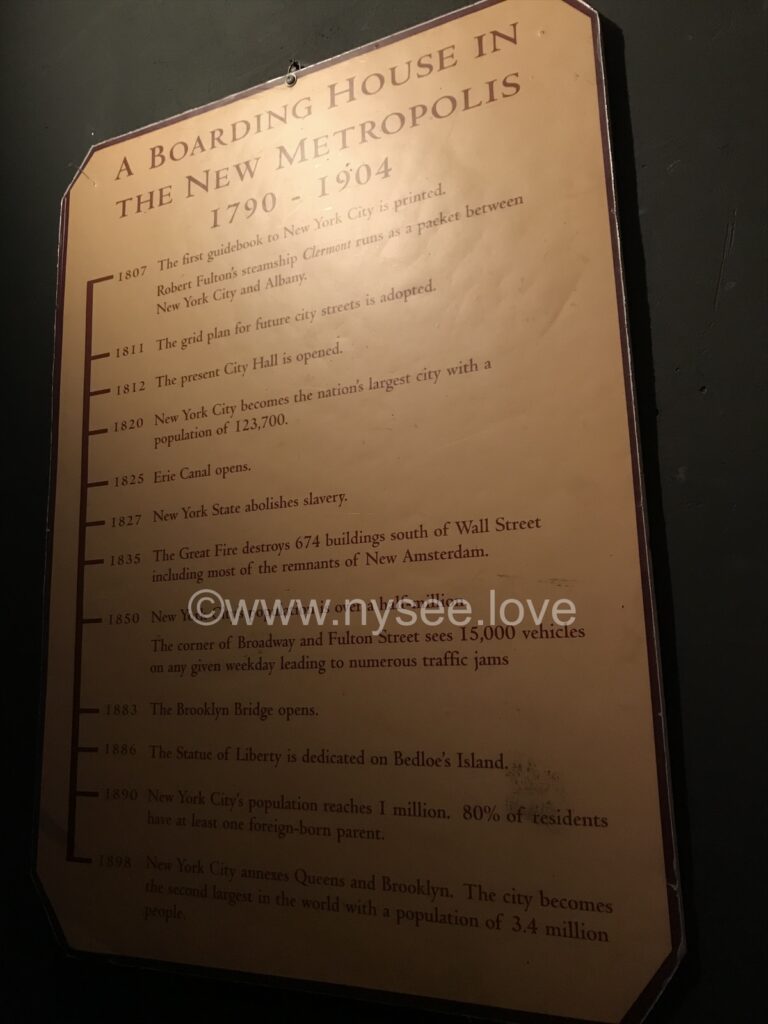 A BOARDING HOUSE IN
THE NEW METROPOLIS
1790 - 1904
1807 The first guidebook to New York City is printed.
Robert Fulton's steamship Clermont runs as a packet between
New York City and Albany.
1811 The grid plan for future city streets is adopted.
1812 The present City Hall is opened.
1820 New York City becomes the nation's largest city with a
population of 123,700.
1825 Erie Canal opens.
1827 New York State abolishes slavery.
1835 The Great Fire destroys 674 buildings south of Wall Street
including most of the remnants of New Amsterdam.
1850 New York City's population is over a half-million.
©www.nysee.love
The corner of Broadway and Fulton Street sees 15,000 vehicles
on any given weekday leading to numerous traffic jams
1883 The Brooklyn Bridge opens.
1886 The Statue of Liberty is dedicated on Bedloe's Island.
1890 New York City's population reaches 1 million. 80% of residents
have at least one foreign-born parent.
1898 New York City annexes Queens and Brooklyn. The city becomes
the second largest in the world with a population of 3.4 million
people.